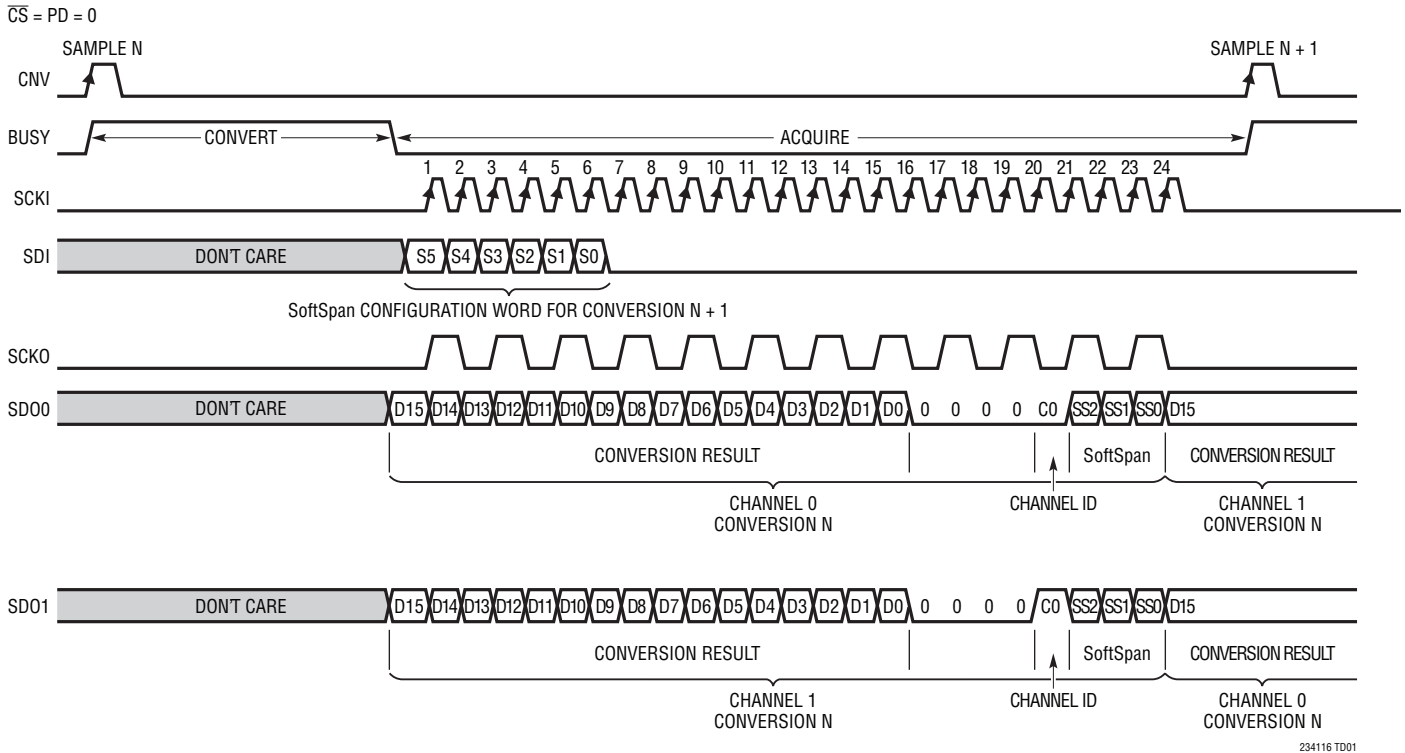 CS = PD = 0
SAMPLE N SAMPLE N + 1
CNV
BUSY CONVERT ACQUIRE
1 2 3 4 5 6 7 8 9 10 11 12 13 14 15 16 17 18 19 20 21 22 23 24
SCKI
SDI DON'T CARE S5 S4 S3 S2 S1 S0
SoftSpan CONFIGURATION WORD FOR CONVERSION N + 1
SCKO
SDO0 DON'T CARE D15 D14 D13 D12 D11 D10 D9 D8 D7 D6 D5 D4 D3 D2 D1 D0 0 0 0 0 C0 SS2 SS1 SS0 D15
CONVERSION RESULT SoftSpan CONVERSION RESULT
CHANNEL 0 CHANNEL ID CHANNEL 1
CONVERSION N CONVERSION N
SDO1 DON'T CARE D15 D14 D13 D12 D11 D10 D9 D8 D7 D6 D5 D4 D3 D2 D1 D0 0 0 0 0 C0 SS2 SS1 SS0 D15
CONVERSION RESULT SoftSpan CONVERSION RESULT
CHANNEL 1 CHANNEL ID CHANNEL 0
CONVERSION N CONVERSION N
234116 TD01